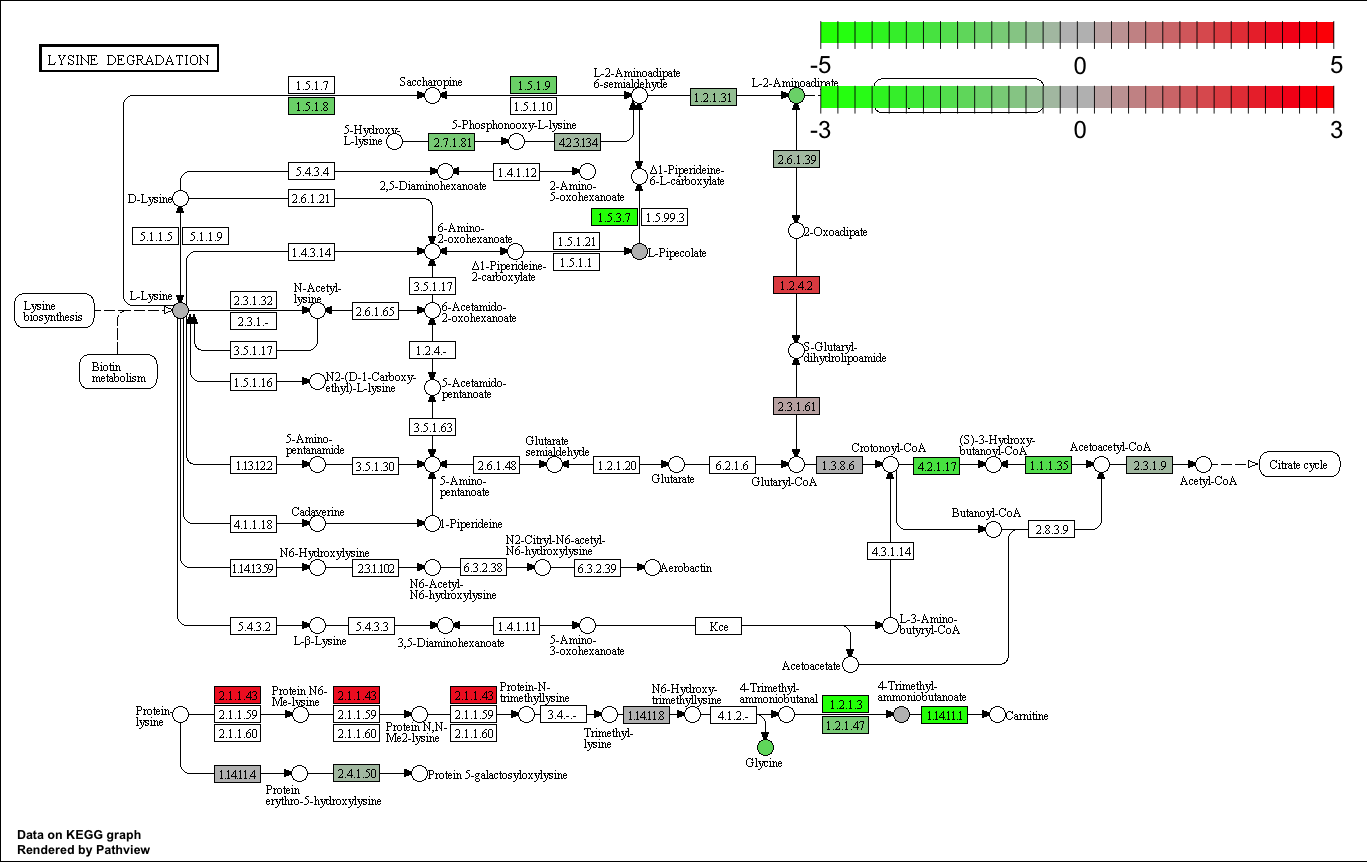 LYSINE DEGRADATION
-5 0 5
-3 0 3
1.5.1.7
1.5.1.8
Saccharopine
1.5.1.9
1.5.1.10
L-2-Aminoadipate
6-semialdehyde
1.2.1.31
L-2-Aminoadipate
5-Hydroxy-
L-lysine
2.7.1.81
5-Phosphonooxy-L-lysine
4.2.3.134
2.6.1.39
5.4.3.4
2,5-Diaminohexanoate
1.4.1.12
2-Amino-
5-oxohexanoate
Δ1-Piperideine-
6-L-carboxylate
D-Lysine
2.6.1.21
1.5.3.7
1.5.99.3
5.1.1.5
5.1.1.9
6-Amino-
2-oxohexanoate
2-Oxoadipate
1.4.3.14
1.5.1.21
1.5.1.1
L-Pipecolate
Δ1-Piperideine-
2-carboxylate
1.2.4.2
3.5.1.17
L-Lysine
Lysine
biosynthesis
2.3.1.32
2.3.1.-
N-Acetyl-
lysine
2.6.1.65
6-Acetamido-
2-oxohexanoate
3.5.1.17
1.2.4.-
S-Glutaryl-
dihydrolipoamide
Biotin
metabolism
1.5.1.16
N2-(D-1-Carboxy-
ethyl)-L-lysine
5-Acetamido-
pentanoate
2.3.1.61
3.5.1.63
5-Amino-
pentanamide
1.13.12.2
3.5.1.30
5-Amino-
pentanoate
2.6.1.48
Glutarate
semialdehyde
1.2.1.20
Glutarate
6.2.1.6
Glutaryl-CoA
1.3.8.6
Crotonoyl-CoA
4.2.1.17
(S)-3-Hydroxy-
butanoyl-CoA
1.1.1.35
Acetoacetyl-CoA
2.3.1.9
Acetyl-CoA
Citrate cycle
4.1.1.18
Cadaverine
1-Piperideine
Butanoyl-CoA
2.8.3.9
4.3.1.14
1.14.13.59
N6-Hydroxylysine
2.3.1.102
N6-Acetyl-
N6-hydroxylysine
6.3.2.38
N2-Citryl-N6-acetyl-
N6-hydroxylysine
6.3.2.39
Aerobactin
5.4.3.2
L-β-Lysine
5.4.3.3
3,5-Diaminohexanoate
1.4.1.11
5-Amino-
3-oxohexanoate
Kce
L-3-Amino-
butyryl-CoA
Acetoacetate
Protein-
lysine
2.1.1.43
2.1.1.59
2.1.1.60
Protein N6-
Me-lysine
2.1.1.43
2.1.1.59
2.1.1.60
Protein N,N-
Me2-lysine
2.1.1.43
2.1.1.59
2.1.1.60
Protein-N-
trimethyllysine
3.4.-.-
Trimethyl-
lysine
1.14.11.8
N6-Hydroxy-
trimethyllysine
4.1.2.-
4-Trimethyl-
ammoniobutanal
Glycine
1.2.1.3
1.2.1.47
4-Trimethyl-
ammoniobutanoate
1.14.11.1
Carnitine
1.14.11.4
Protein
erythro-5-hydroxylysine
2.4.1.50
Protein 5-galactosyloxylysine
Data on KEGG graph
Rendered by Pathview